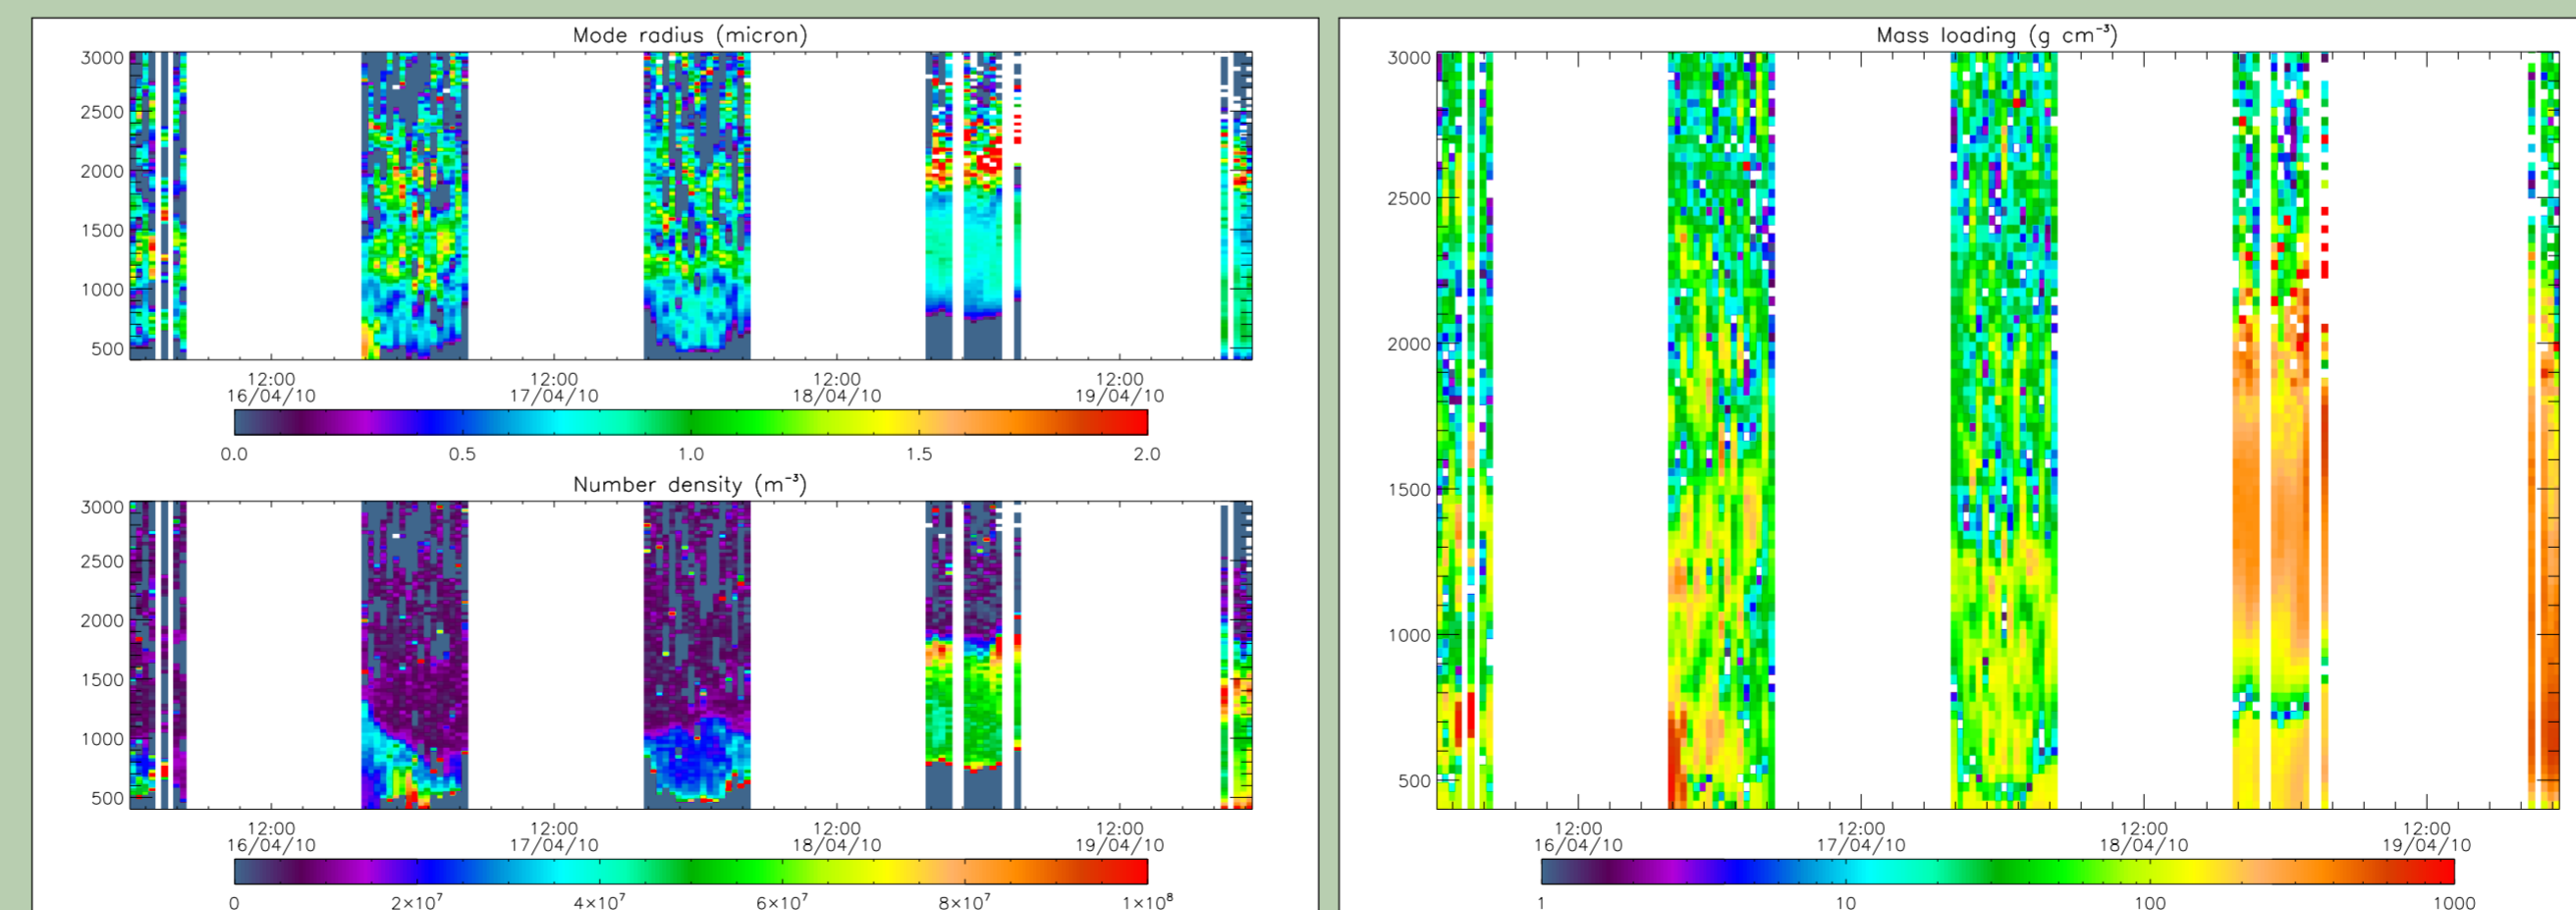 Mode radius (micron)
3000
2500
2000
1500
1000
500
12:00 12:00 12:00 12:00
16/04/10 17/04/10 18/04/10 19/04/10
0.0 0.5 1.0 1.5 2.0
Number density (m⁻³)
3000
2500
2000
1500
1000
500
12:00 12:00 12:00 12:00
16/04/10 17/04/10 18/04/10 19/04/10
0 2×10⁷ 4×10⁷ 6×10⁷ 8×10⁷ 1×10⁸
Mass loading (g cm⁻³)
3000
2500
2000
1500
1000
500
12:00 12:00 12:00 12:00
16/04/10 17/04/10 18/04/10 19/04/10
1 10 100 1000